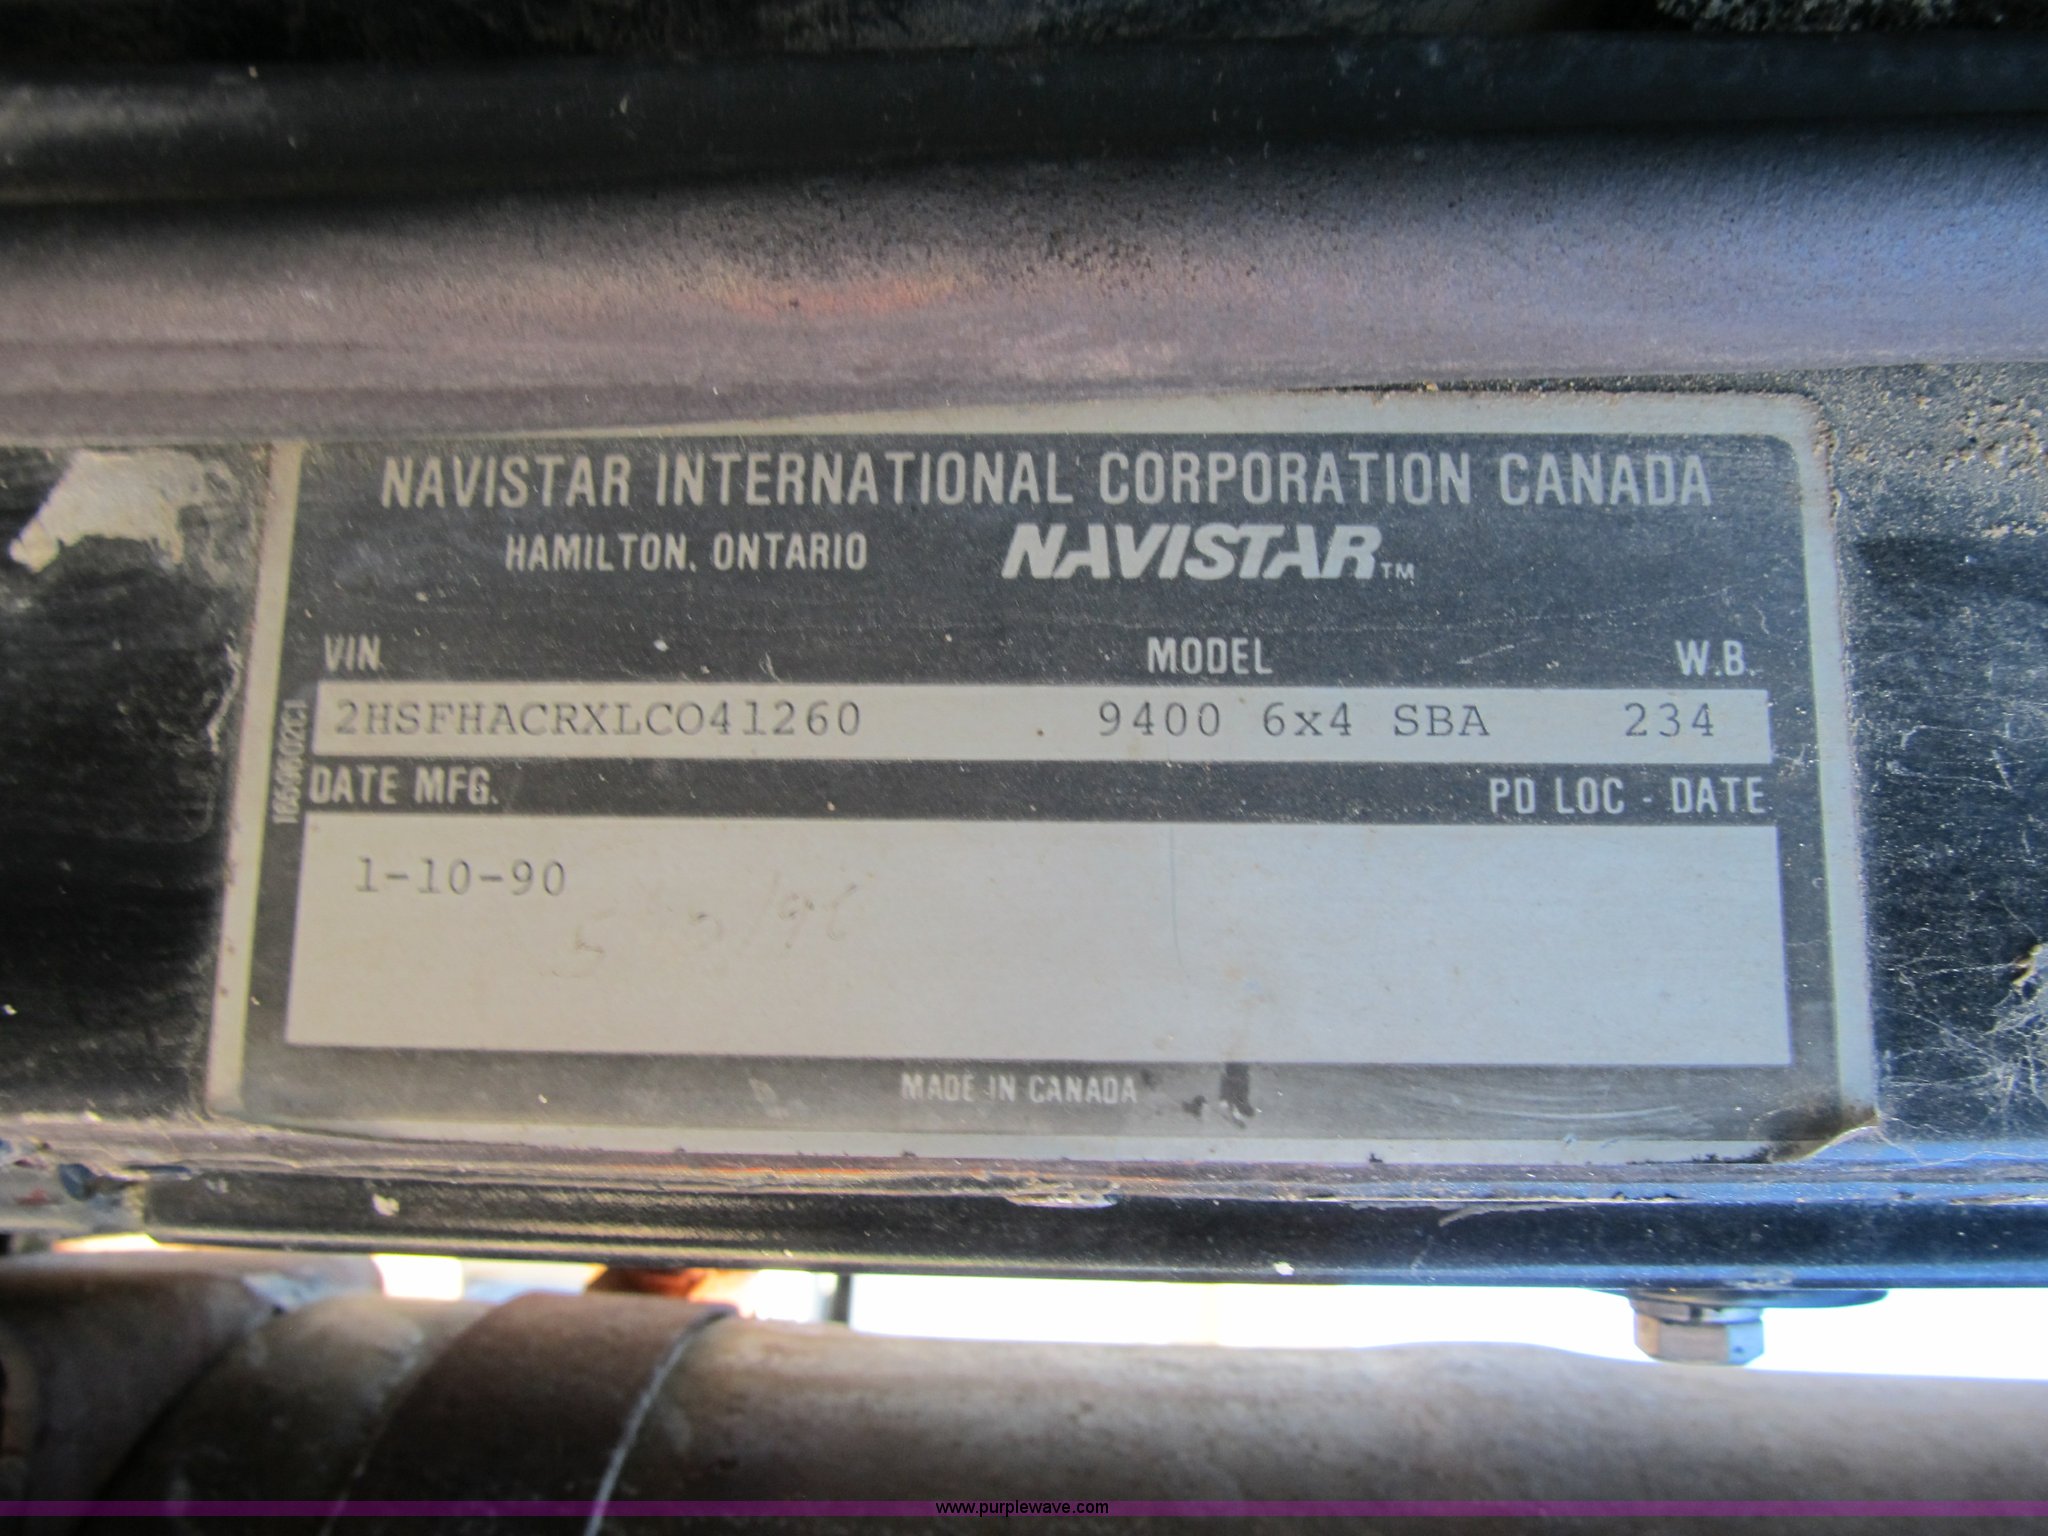 NAVISTAR INTERNATIONAL CORPORATION CANADA
HAMILTON, ONTARIO NAVISTAR™
VIN MODEL W.B.
2HSFHACRXLC041260 9400 6x4 SBA 234
DATE MFG. PD LOC - DATE
1-10-90
MADE IN CANADA
www.purplewave.com